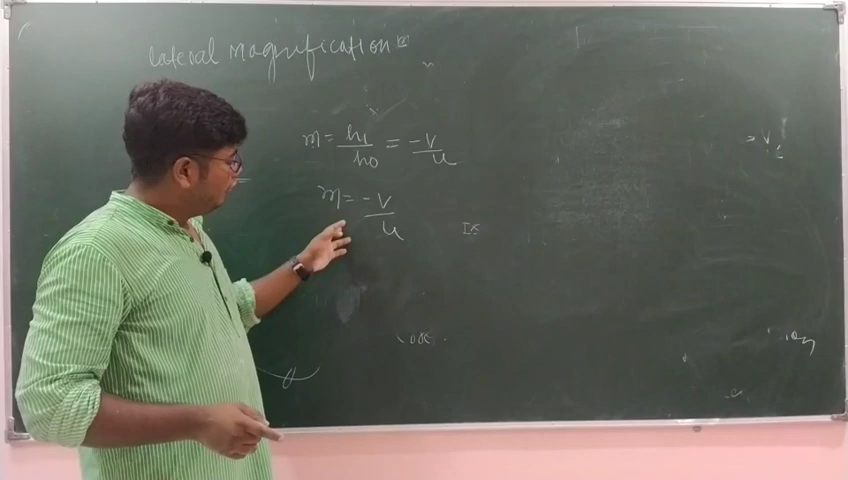 lateral magnification
m = hi/ho = -v/u
m = -v/u